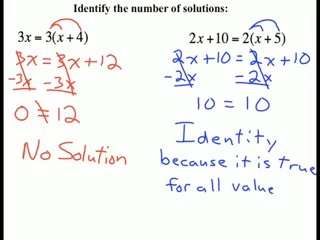 Identify the number of solutions:
3x = 3(x + 4)
3x = 3x + 12
-3x -3x
0 ≠ 12
No Solution
2x + 10 = 2(x + 5)
2x + 10 = 2x + 10
-2x -2x
10 = 10
Identity
because it is true
for all value